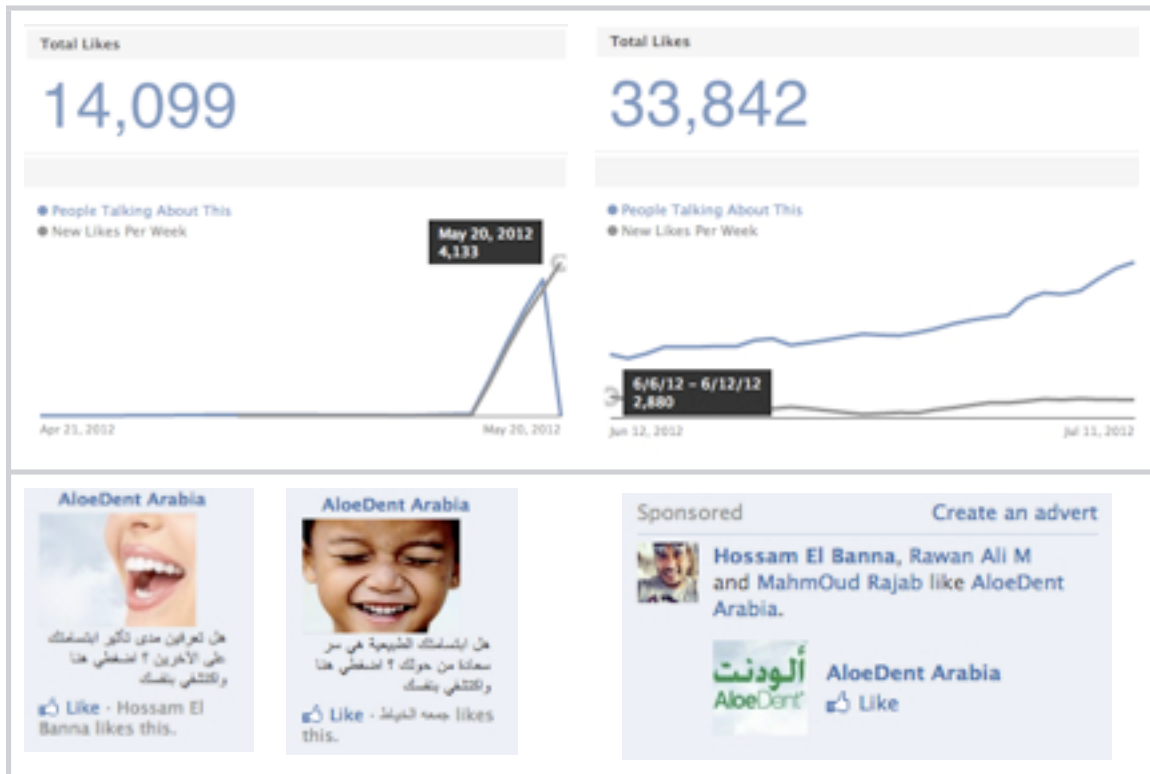 Total Likes
14,099
People Talking About This
New Likes Per Week
May 20, 2012
4,133
Apr 21, 2012
May 20, 2012
Total Likes
33,842
People Talking About This
New Likes Per Week
6/6/12 – 6/12/12
2,880
Jun 12, 2012
Jul 11, 2012
AloeDent Arabia
هل تعرفين مدى تأثير ابتسامتك
على الآخرين ؟ اضغطي هنا
واكتشفي بنفسك
Like · Hossam El
Banna likes this.
AloeDent Arabia
هل ابتسامتك الطبيعية هي سر
سعادة من حولك ؟ اضغطي هنا
واكتشفي بنفسك
Like · جمعه الخياط likes
this.
Sponsored
Create an advert
Hossam El Banna, Rawan Ali M
and MahmOud Rajab like AloeDent
Arabia.
ألودنت
AloeDent
AloeDent Arabia
Like